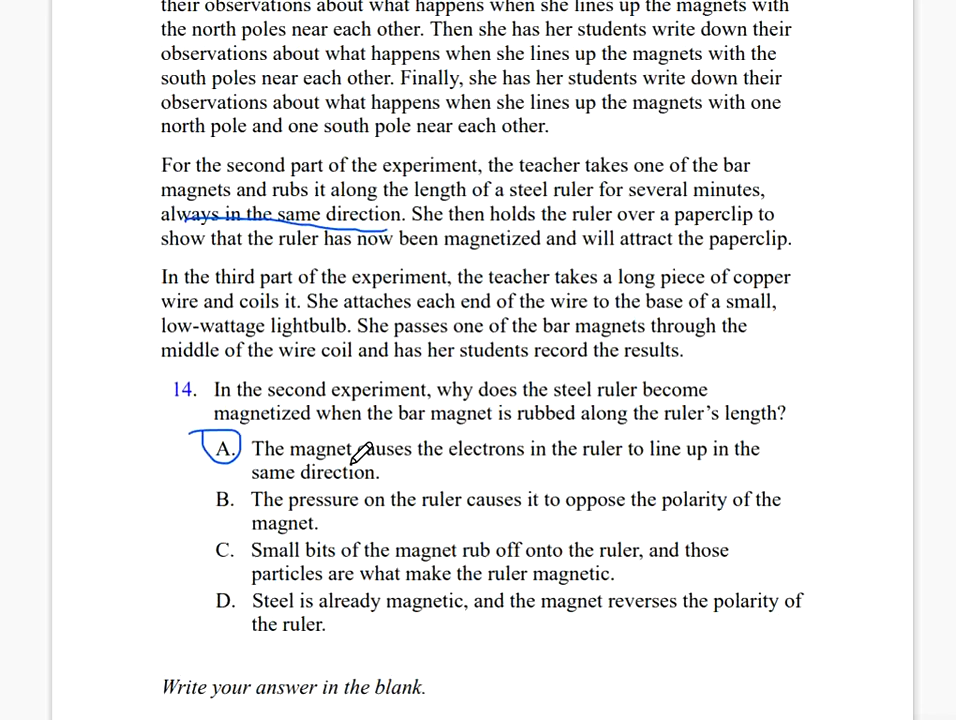 their observations about what happens when she lines up the magnets with
the north poles near each other. Then she has her students write down their
observations about what happens when she lines up the magnets with the
south poles near each other. Finally, she has her students write down their
observations about what happens when she lines up the magnets with one
north pole and one south pole near each other.
For the second part of the experiment, the teacher takes one of the bar
magnets and rubs it along the length of a steel ruler for several minutes,
always in the same direction. She then holds the ruler over a paperclip to
show that the ruler has now been magnetized and will attract the paperclip.
In the third part of the experiment, the teacher takes a long piece of copper
wire and coils it. She attaches each end of the wire to the base of a small,
low-wattage lightbulb. She passes one of the bar magnets through the
middle of the wire coil and has her students record the results.
14. In the second experiment, why does the steel ruler become
magnetized when the bar magnet is rubbed along the ruler's length?
A. The magnet causes the electrons in the ruler to line up in the
same direction.
B. The pressure on the ruler causes it to oppose the polarity of the
magnet.
C. Small bits of the magnet rub off onto the ruler, and those
particles are what make the ruler magnetic.
D. Steel is already magnetic, and the magnet reverses the polarity of
the ruler.
Write your answer in the blank.